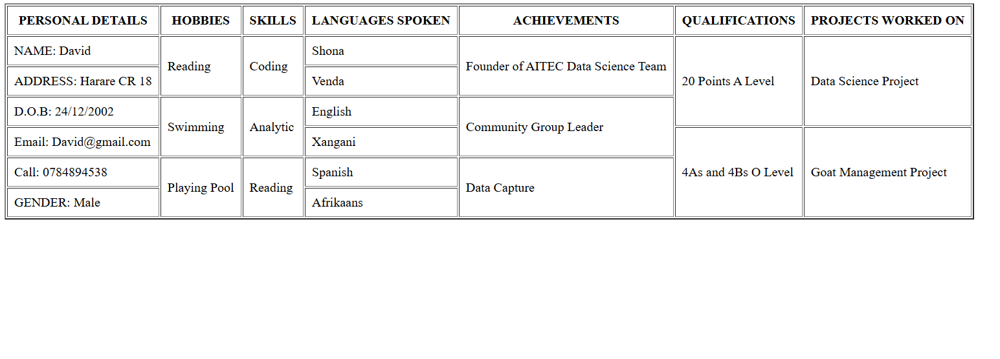 PERSONAL DETAILS HOBBIES SKILLS LANGUAGES SPOKEN ACHIEVEMENTS QUALIFICATIONS PROJECTS WORKED ON
NAME: David
Reading
Coding
Shona
Founder of AITEC Data Science Team
20 Points A Level
Data Science Project
ADDRESS: Harare CR 18
Venda
D.O.B: 24/12/2002
Swimming
Analytic
English
Community Group Leader
Email: David@gmail.com
Xangani
4As and 4Bs O Level
Goat Management Project
Call: 0784894538
Playing Pool
Reading
Spanish
Data Capture
GENDER: Male
Afrikaans